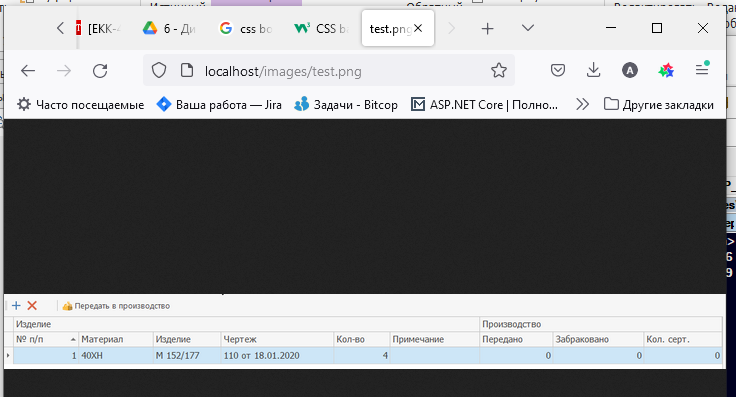 [ЕКК-4
6 - Ди
css bo
CSS ba
test.png
localhost/images/test.png
A
Часто посещаемые
Ваша работа — Jira
Задачи - Bitcop
ASP.NET Core | Полно...
Другие закладки
Передать в производство
Изделие
Производство
№ п/п
Материал
Изделие
Чертеж
Кол-во
Примечание
Передано
Забраковано
Кол. серт.
1
40ХН
М 152/177
110 от 18.01.2020
4
0
0
0